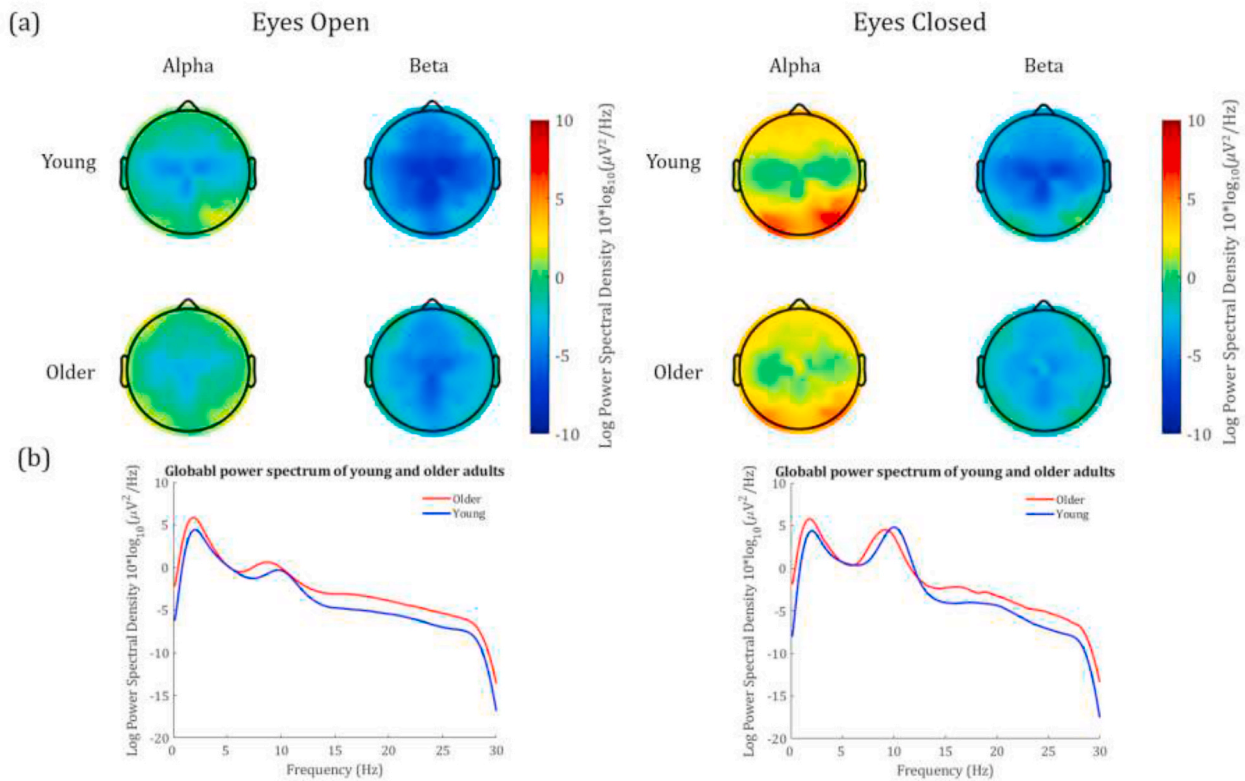 (a)
Eyes Open
Eyes Closed
Alpha
Beta
Alpha
Beta
Young
Older
10
5
0
-5
-10
Log Power Spectral Density 10*log₁₀(μV²/Hz)
Young
Older
10
5
0
-5
-10
Log Power Spectral Density 10*log₁₀(μV²/Hz)
(b)
Globabl power spectrum of young and older adults
Log Power Spectral Density 10*log₁₀(μV²/Hz)
10
5
0
-5
-10
-15
-20
0 5 10 15 20 25 30
Frequency (Hz)
Older
Young
Globabl power spectrum of young and older adults
Log Power Spectral Density 10*log₁₀(μV²/Hz)
10
5
0
-5
-10
-15
-20
0 5 10 15 20 25 30
Frequency (Hz)
Older
Young